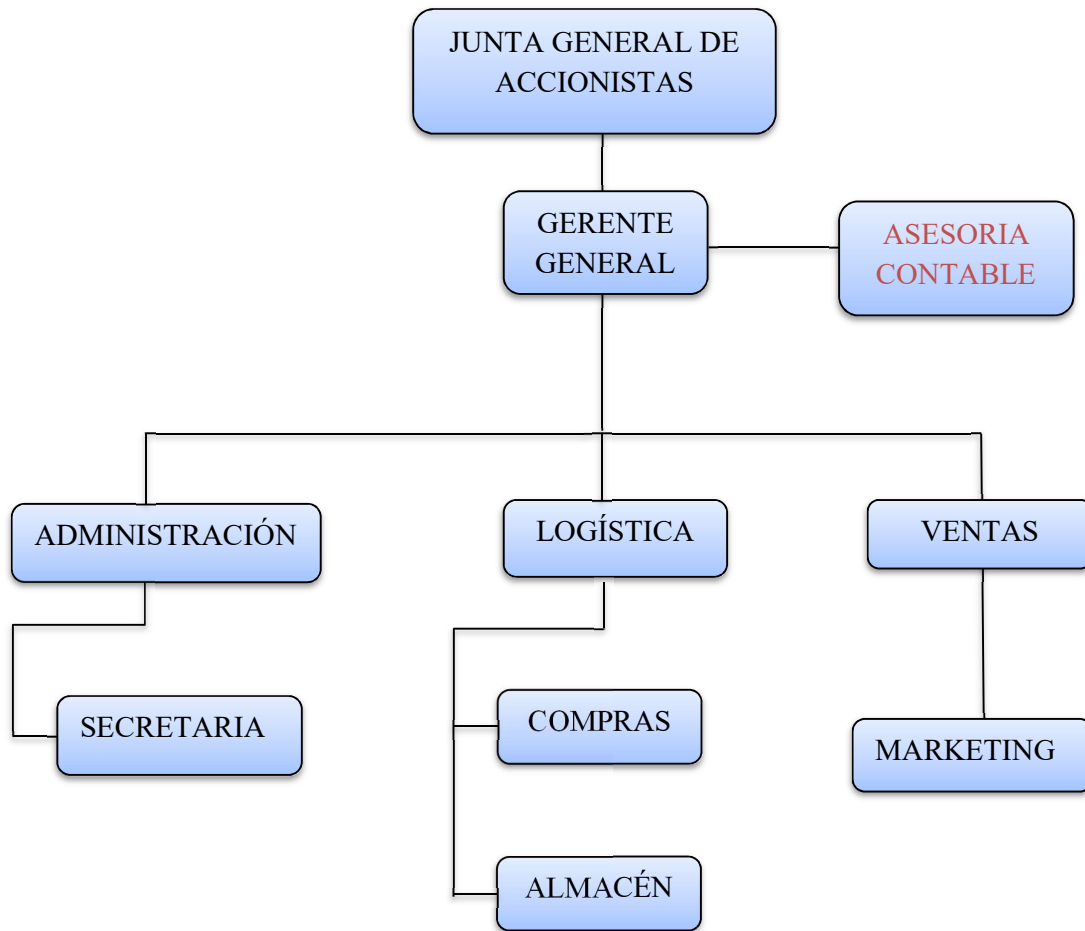 JUNTA GENERAL DE
ACCIONISTAS
GERENTE
GENERAL
ASESORIA
CONTABLE
ADMINISTRACIÓN
LOGÍSTICA
VENTAS
SECRETARIA
COMPRAS
MARKETING
ALMACÉN